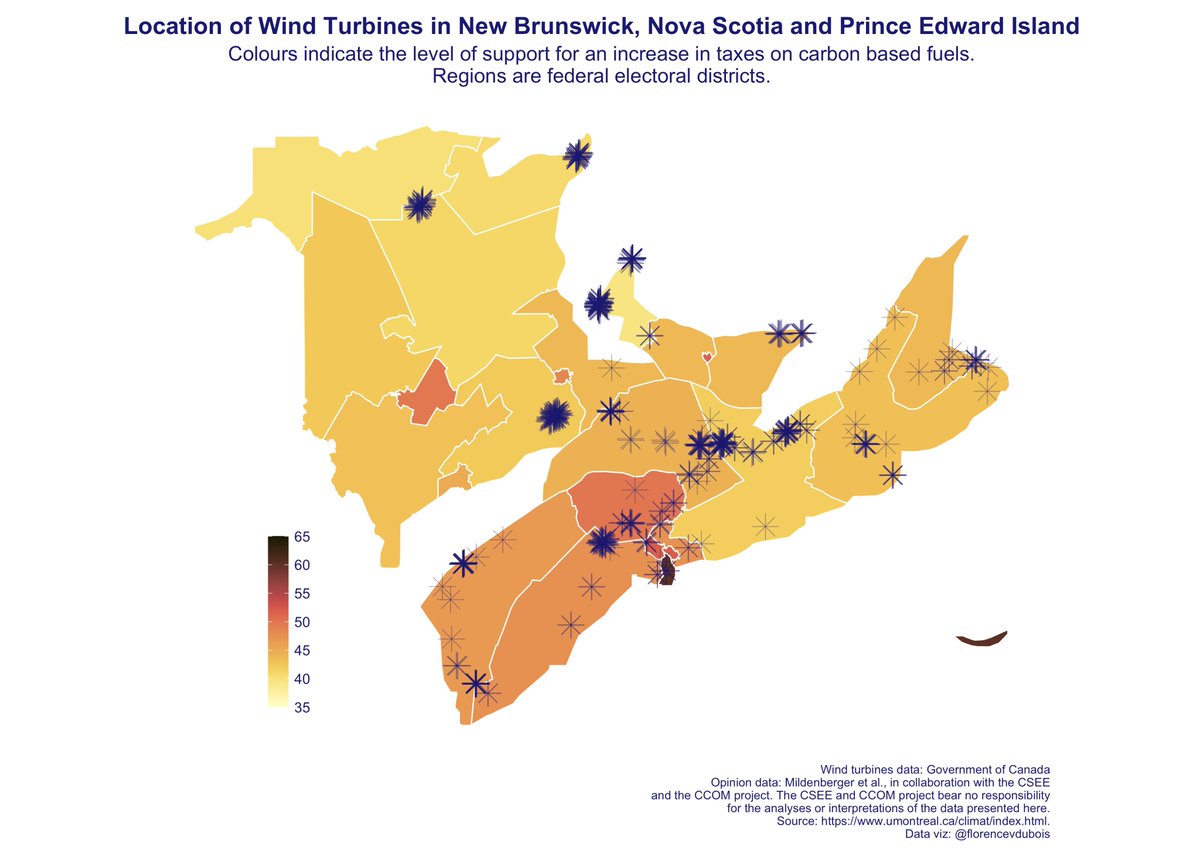 Location of Wind Turbines in New Brunswick, Nova Scotia and Prince Edward Island
Colours indicate the level of support for an increase in taxes on carbon based fuels.
Regions are federal electoral districts.
65
60
55
50
45
40
35
Wind turbines data: Government of Canada
Opinion data: Mildenberger et al., in collaboration with the CSEE
and the CCOM project. The CSEE and CCOM project bear no responsibility
for the analyses or interpretations of the data presented here.
Source: https://www.umontreal.ca/climat/index.html.
Data viz: @florencevdubois